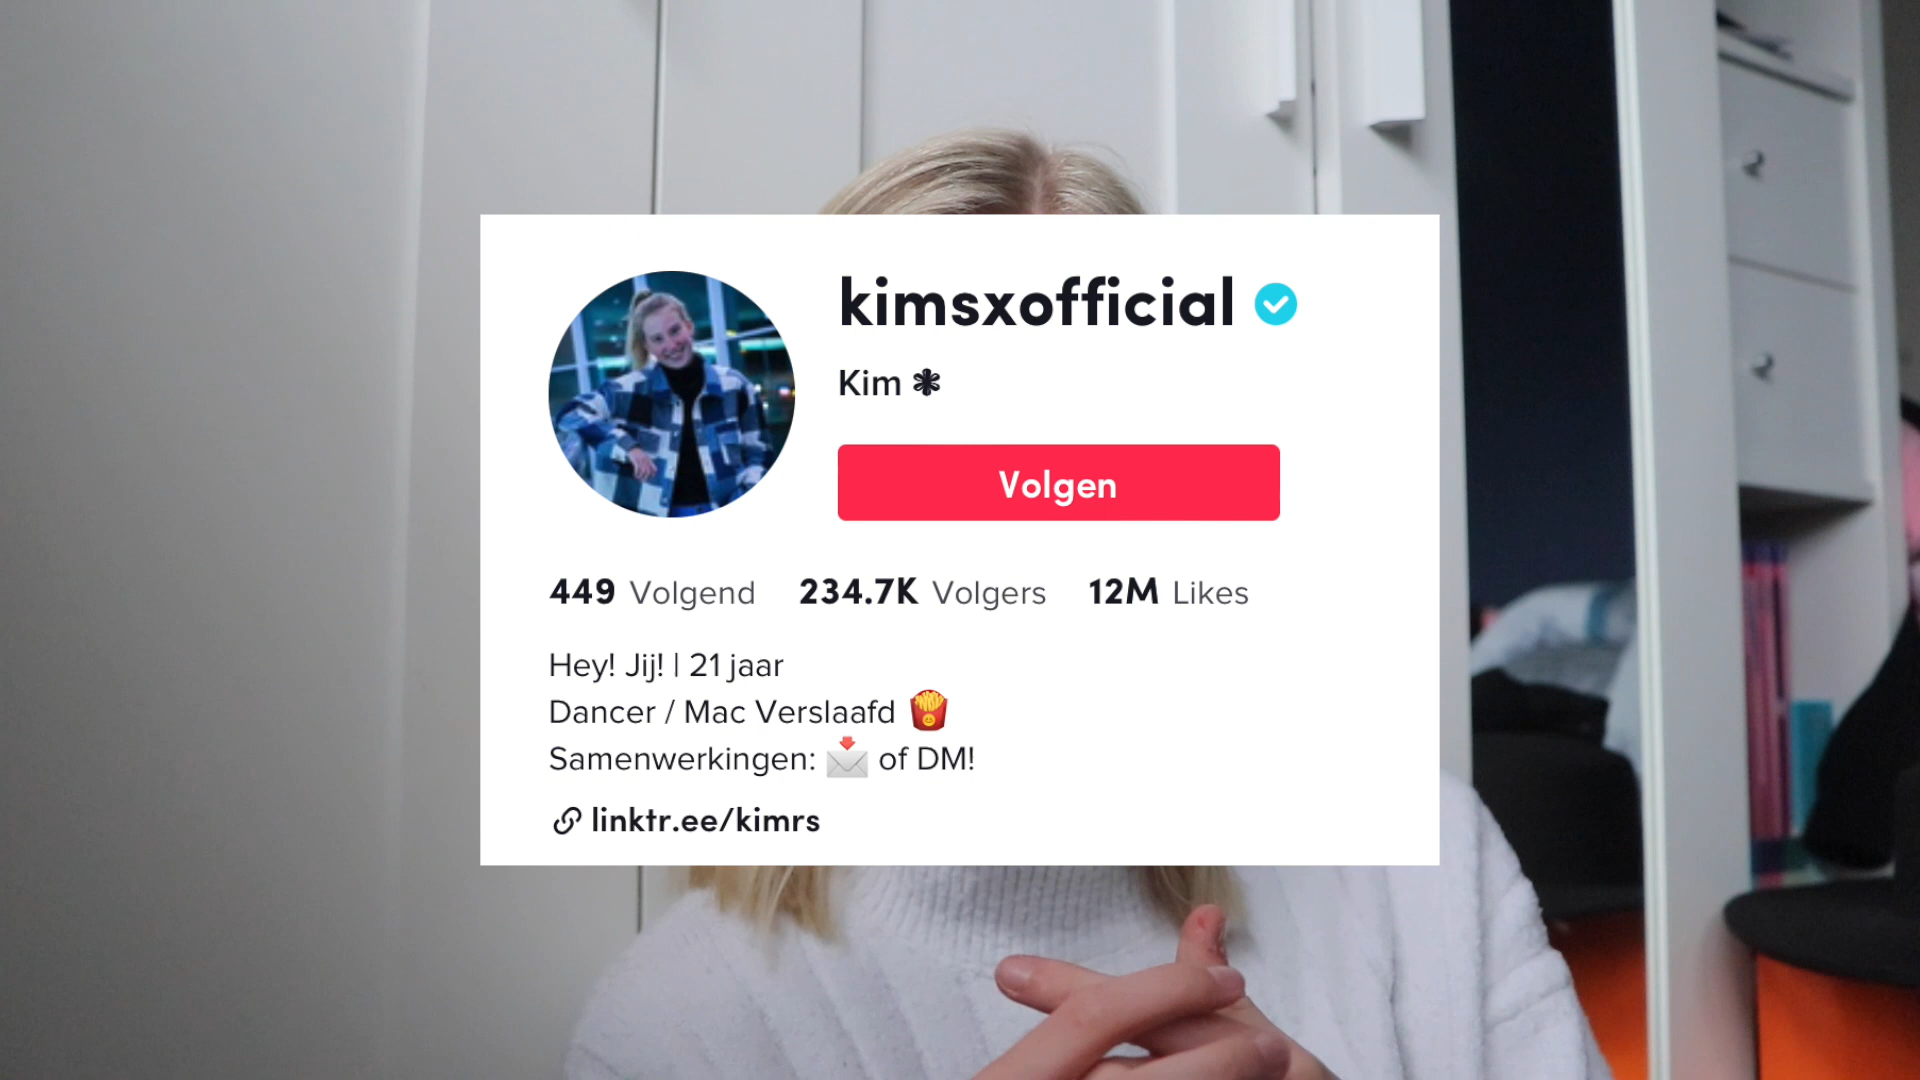 kimsxofficial
Kim ❃
Volgen
449 Volgend 234.7K Volgers 12M Likes
Hey! Jij! | 21 jaar
Dancer / Mac Verslaafd 🍟
Samenwerkingen: 📩 of DM!
linktr.ee/kimrs